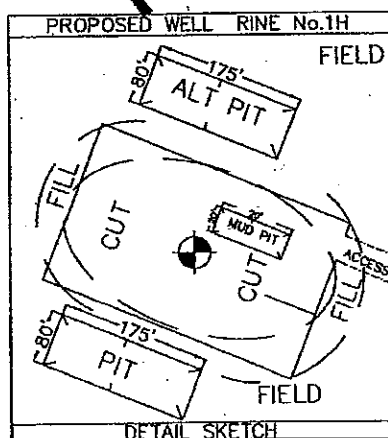 PROPOSED WELL RINE No.1H
FIELD
175'
80'
ALT PIT
FILL
CUT
MUD PIT
ACCESS
CUT
FILL
175'
80'
PIT
FIELD
DETAIL SKETCH